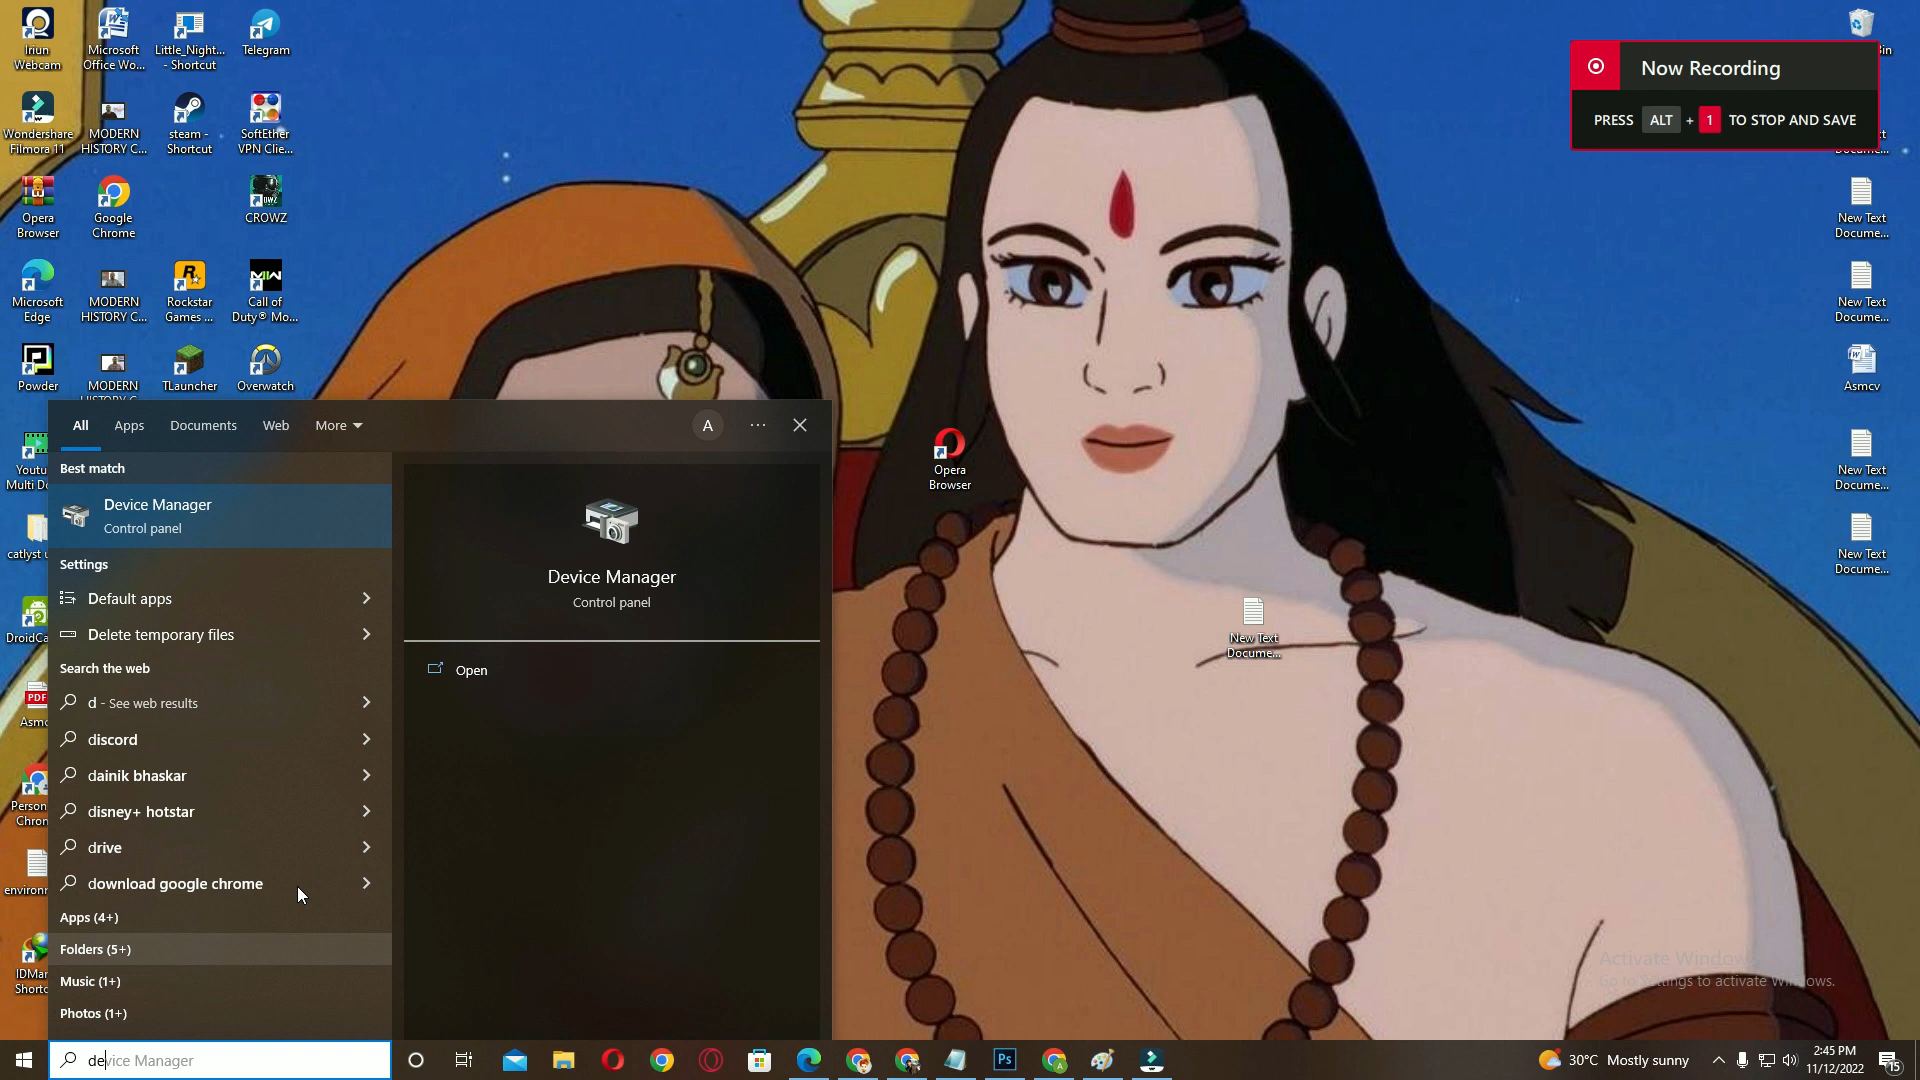 Iriun
Webcam
Microsoft
Office Wo...
Little_Night...
- Shortcut
Telegram
Wondershare
Filmora 11
MODERN
HISTORY C...
steam -
Shortcut
SoftEther
VPN Clie...
Opera
Browser
Google
Chrome
CROWZ
Microsoft
Edge
MODERN
HISTORY C...
Rockstar
Games ...
Call of
Duty® Mo...
Powder
MODERN
TLauncher
Overwatch
Now Recording
PRESS ALT + 1 TO STOP AND SAVE
New Text
Docume...
New Text
Docume...
Asmcv
New Text
Docume...
New Text
Docume...
Opera
Browser
New Text
Docume...
All Apps Documents Web More A
Best match
Device Manager
Control panel
Settings
Default apps
Delete temporary files
Search the web
d - See web results
discord
dainik bhaskar
disney+ hotstar
drive
download google chrome
Apps (4+)
Folders (5+)
Music (1+)
Photos (1+)
Device Manager
Control panel
Open
PDF
device Manager
Ps
30°C Mostly sunny
2:45 PM
11/12/2022
15